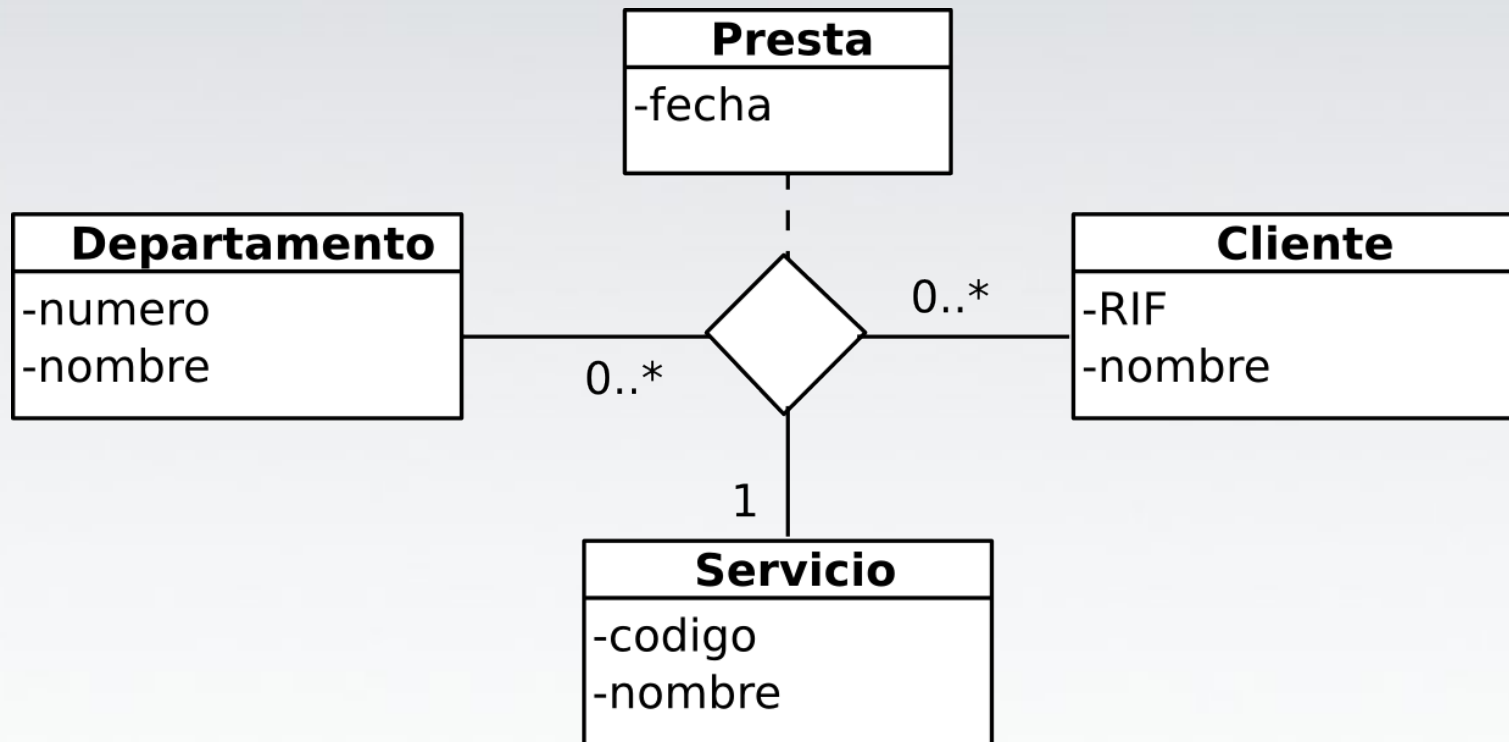 Presta
-fecha
Departamento
-numero
-nombre
0..*
0..*
Cliente
-RIF
-nombre
1
Servicio
-codigo
-nombre